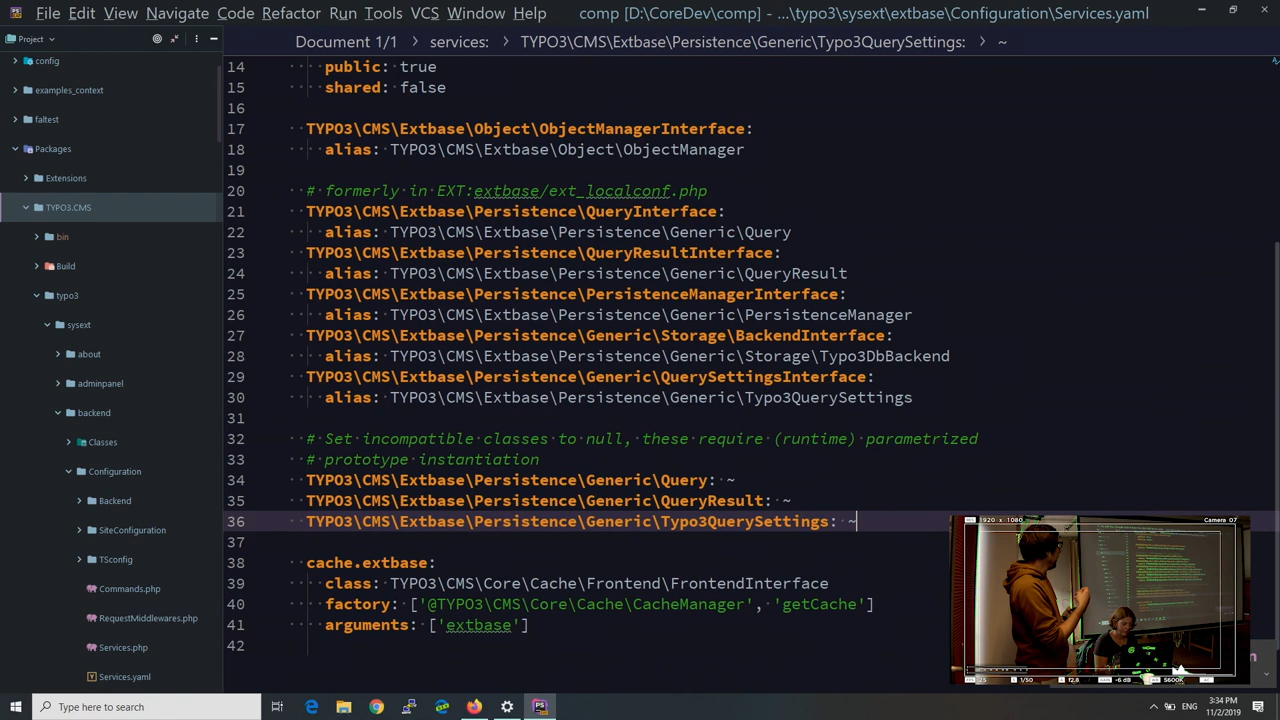 File Edit View Navigate Code Refactor Run Tools VCS Window Help comp [D:\CoreDev\comp] - ...\typo3\sysext\extbase\Configuration\Services.yaml
Project
Document 1/1 services: TYPO3\CMS\Extbase\Persistence\Generic\Typo3QuerySettings: ~
config
examples_context
faltest
Packages
Extensions
TYPO3.CMS
bin
Build
typo3
sysext
about
adminpanel
backend
Classes
Configuration
Backend
SiteConfiguration
TSconfig
Commands.php
RequestMiddlewares.php
Services.php
Services.yaml
14 public: true
15 shared: false
16
17 TYPO3\CMS\Extbase\Object\ObjectManagerInterface:
18 alias: TYPO3\CMS\Extbase\Object\ObjectManager
19
20 # formerly in EXT:extbase/ext_localconf.php
21 TYPO3\CMS\Extbase\Persistence\QueryInterface:
22 alias: TYPO3\CMS\Extbase\Persistence\Generic\Query
23 TYPO3\CMS\Extbase\Persistence\QueryResultInterface:
24 alias: TYPO3\CMS\Extbase\Persistence\Generic\QueryResult
25 TYPO3\CMS\Extbase\Persistence\PersistenceManagerInterface:
26 alias: TYPO3\CMS\Extbase\Persistence\Generic\PersistenceManager
27 TYPO3\CMS\Extbase\Persistence\Generic\Storage\BackendInterface:
28 alias: TYPO3\CMS\Extbase\Persistence\Generic\Storage\Typo3DbBackend
29 TYPO3\CMS\Extbase\Persistence\Generic\QuerySettingsInterface:
30 alias: TYPO3\CMS\Extbase\Persistence\Generic\Typo3QuerySettings
31
32 # Set incompatible classes to null, these require (runtime) parametrized
33 # prototype instantiation
34 TYPO3\CMS\Extbase\Persistence\Generic\Query: ~
35 TYPO3\CMS\Extbase\Persistence\Generic\QueryResult: ~
36 TYPO3\CMS\Extbase\Persistence\Generic\Typo3QuerySettings: ~
37
38 cache.extbase:
39 class: TYPO3\CMS\Core\Cache\Frontend\FrontendInterface
40 factory: ['@TYPO3\CMS\Core\Cache\CacheManager', 'getCache']
41 arguments: ['extbase']
42
Camera 07
1/50
-6 dB
5600K
Type here to search
PS
3:34 PM
11/2/2019